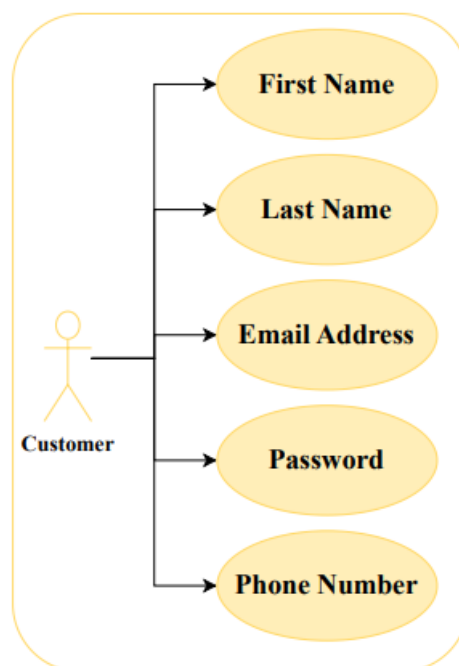 First Name
Last Name
Email Address
Customer
Password
Phone Number